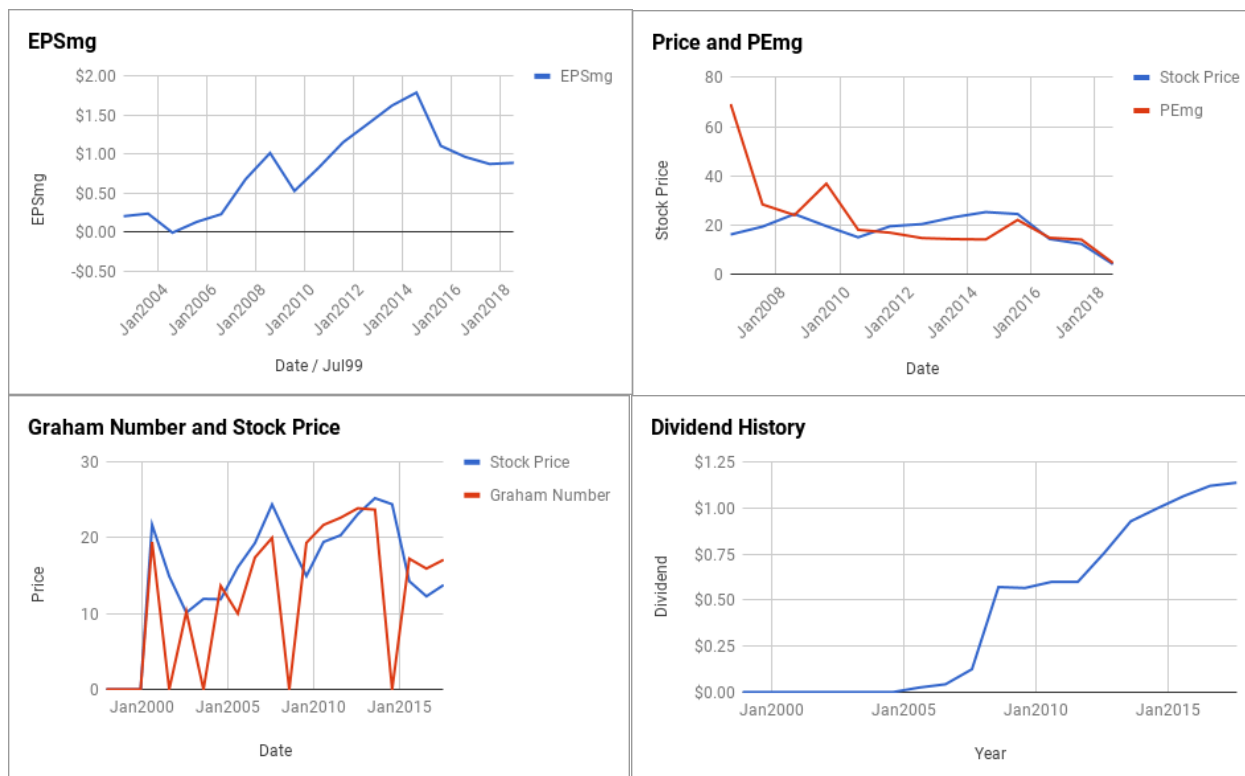 EPSmg
EPSmg
$2.00
$1.50
$1.00
$0.50
$0.00
-$0.50
EPSmg
Jan2004
Jan2006
Jan2008
Jan2010
Jan2012
Jan2014
Jan2016
Jan2018
Date / Jul99
Price and PEmg
Stock Price
PEmg
80
60
40
20
0
Stock Price
Jan2008
Jan2010
Jan2012
Jan2014
Jan2016
Jan2018
Date
Graham Number and Stock Price
Stock Price
Graham Number
30
20
10
0
Price
Jan2000
Jan2005
Jan2010
Jan2015
Date
Dividend History
$1.25
$1.00
$0.75
$0.50
$0.25
$0.00
Dividend
Jan2000
Jan2005
Jan2010
Jan2015
Year